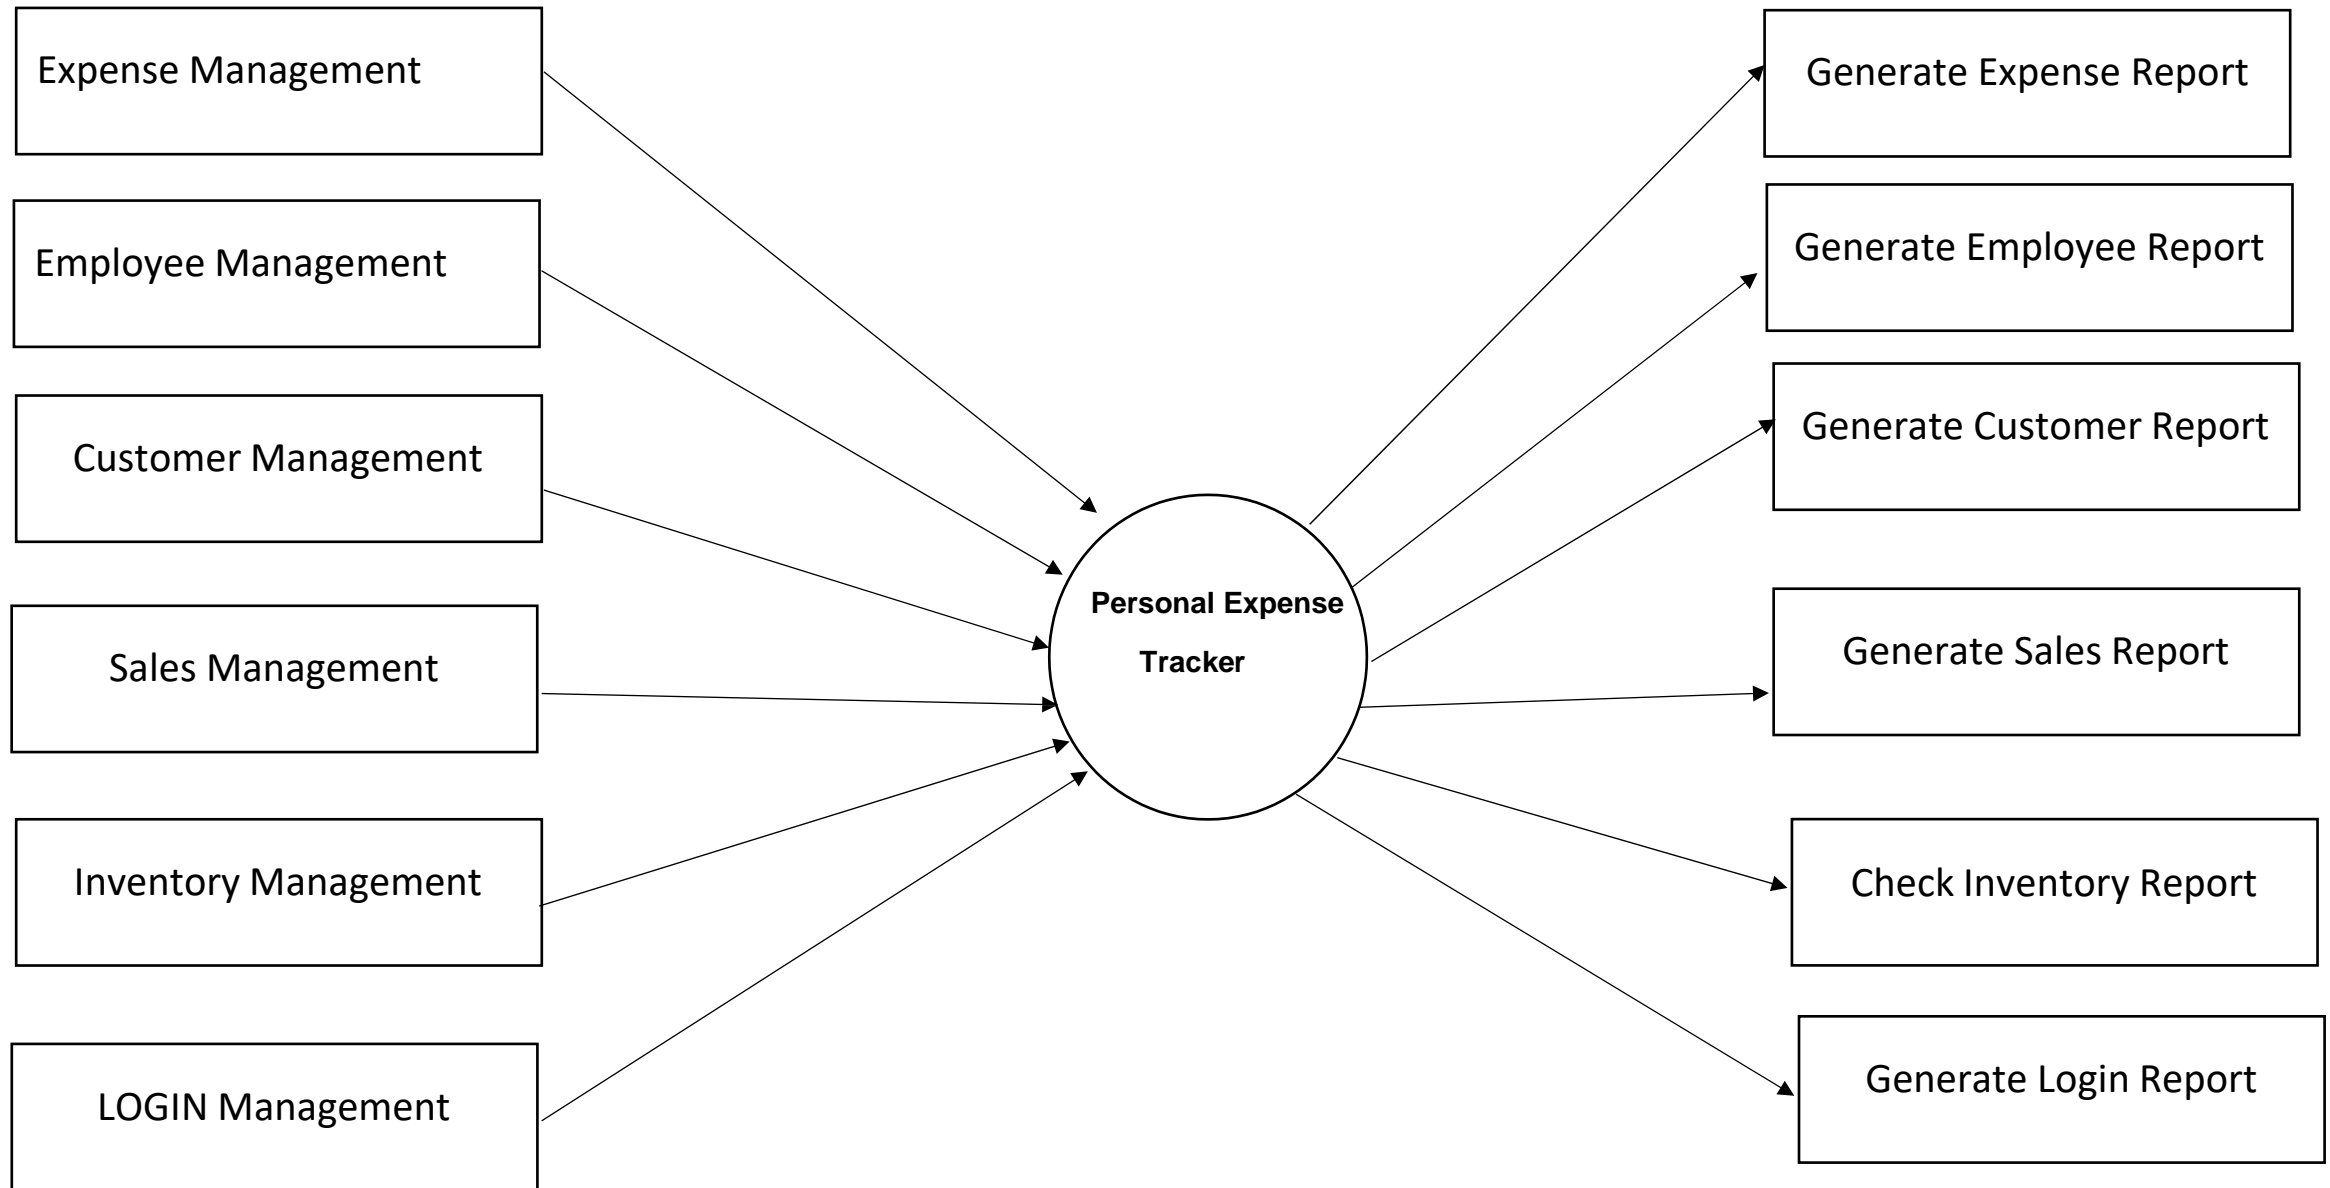 Expense Management
Employee Management
Customer Management
Sales Management
Inventory Management
LOGIN Management
Personal Expense
Tracker
Generate Expense Report
Generate Employee Report
Generate Customer Report
Generate Sales Report
Check Inventory Report
Generate Login Report